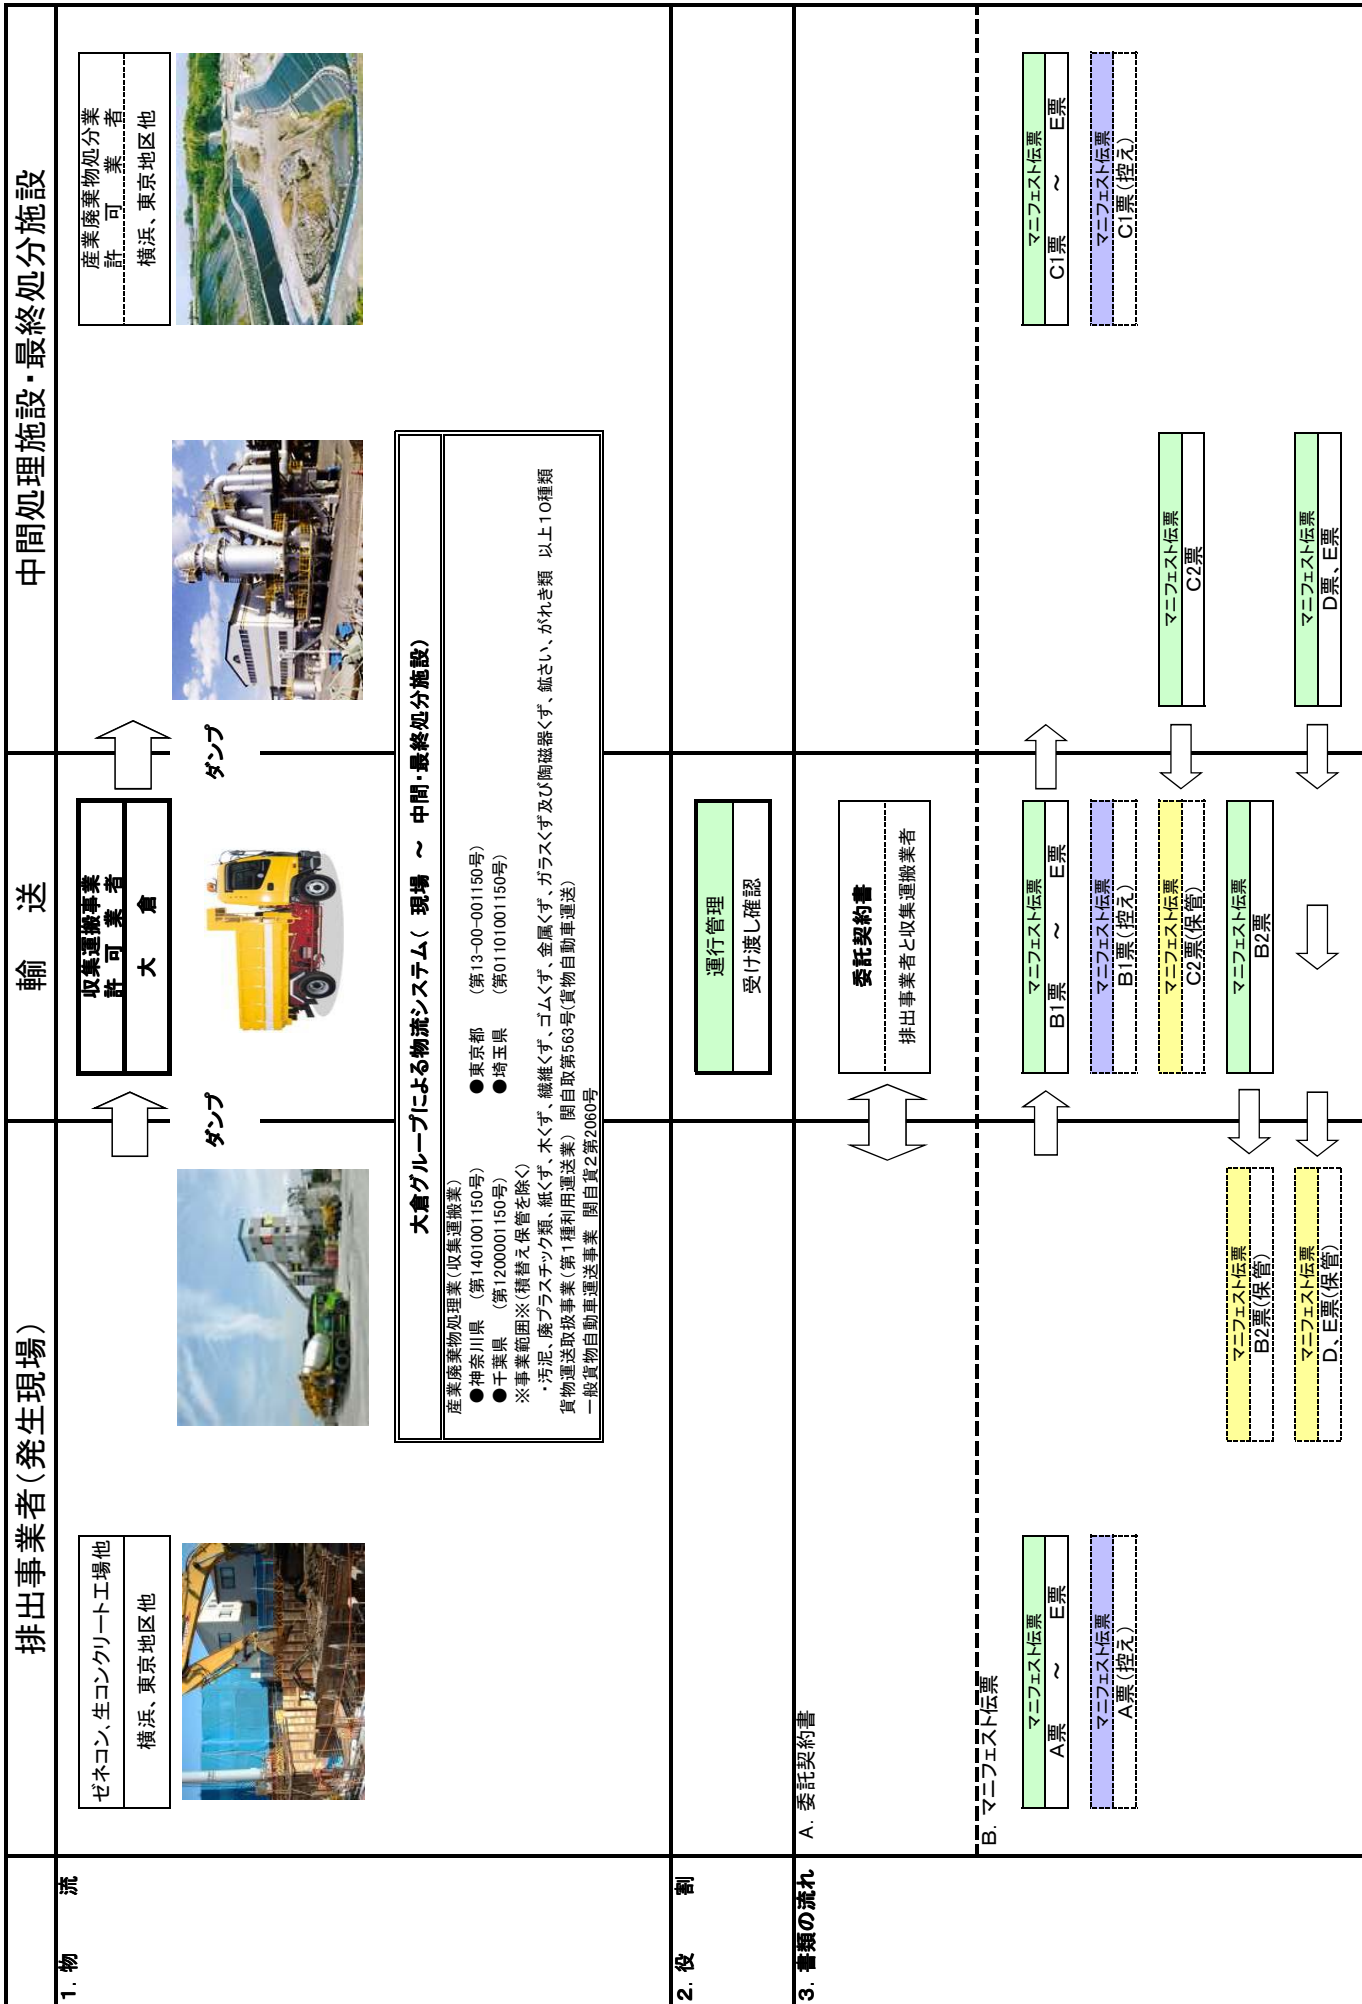 排出事業者(発生現場)
輸　送
中間処理施設・最終処分施設
1. 物　　流
ゼネコン、生コンクリート工場他
横浜、東京地区他
収集運搬事業
許　可　業　者
大　倉
産業廃棄物処分業
許　可　業　者
横浜、東京地区他
ダンプ
ダンプ
大倉グループによる物流システム( 現場 ～ 中間・最終処分施設)
産業廃棄物処理業(収集運搬業)
●神奈川県　(第1401001150号)　　●東京都　(第13-00-001150号)
●千葉県　(第1200001150号)　　●埼玉県　(第01101001150号)
※事業範囲※(積替え保管を除く)
・汚泥、廃プラスチック類、紙くず、木くず、繊維くず、ゴムくず、金属くず、ガラスくず及び陶磁器くず、鉱さい、がれき類 以上10種類
貨物運送取扱事業(第1種利用運送業)　関自取第563号(貨物自動車運送)
一般貨物自動車運送事業 関自貨2第2060号
2. 役　　割
運行管理
受け渡し確認
3. 書類の流れ
A. 委託契約書
委託契約書
排出事業者と収集運搬業者
B. マニフェスト伝票
マニフェスト伝票
A票　～　E票
マニフェスト伝票
B1票　～　E票
マニフェスト伝票
C1票　～　E票
マニフェスト伝票
A票(控え)
マニフェスト伝票
B1票(控え)
マニフェスト伝票
C1票(控え)
マニフェスト伝票
C2票(保管)
マニフェスト伝票
C2票
マニフェスト伝票
B2票(保管)
マニフェスト伝票
B2票
マニフェスト伝票
D、E票(保管)
マニフェスト伝票
D票、E票